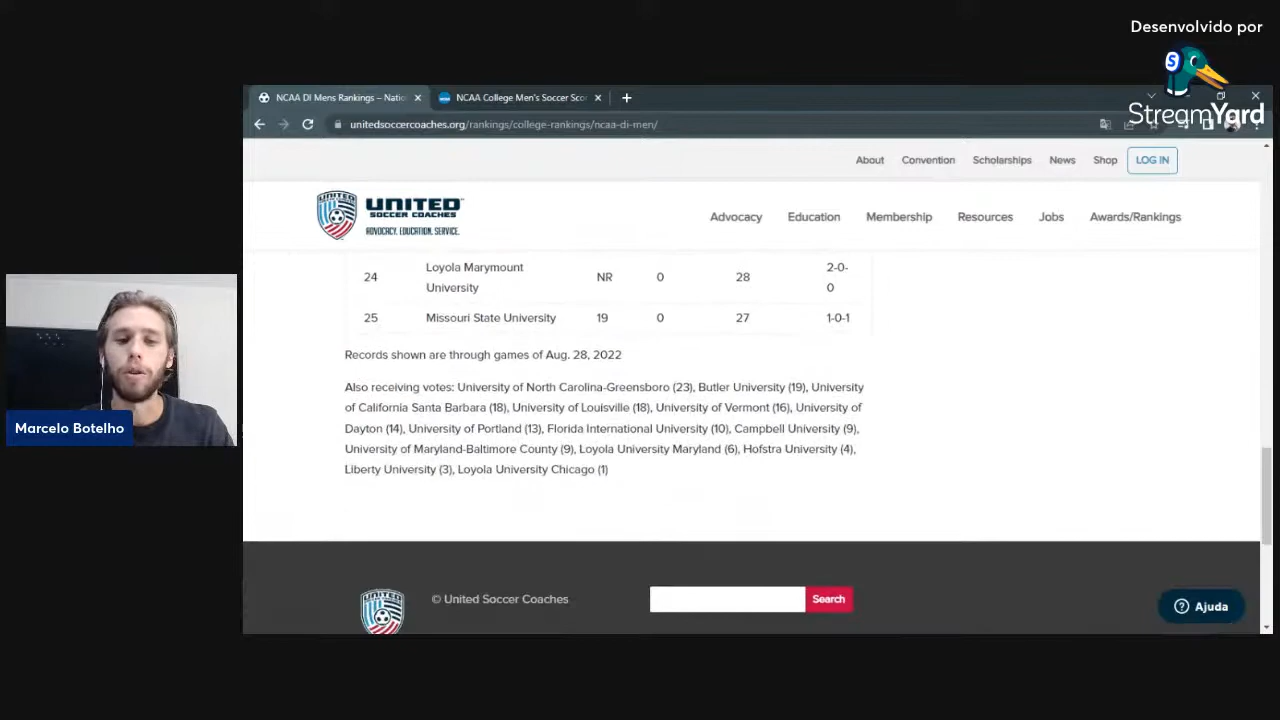 Desenvolvido por
StreamYard
NCAA DI Mens Rankings – Natio
NCAA College Men's Soccer Scor
unitedsoccercoaches.org/rankings/college-rankings/ncaa-di-men/
About Convention Scholarships News Shop LOG IN
UNITED
SOCCER COACHES
ADVOCACY. EDUCATION. SERVICE.
Advocacy Education Membership Resources Jobs Awards/Rankings
24 Loyola Marymount University NR 0 28 2-0-0
25 Missouri State University 19 0 27 1-0-1
Records shown are through games of Aug. 28, 2022
Also receiving votes: University of North Carolina-Greensboro (23), Butler University (19), University
of California Santa Barbara (18), University of Louisville (18), University of Vermont (16), University of
Dayton (14), University of Portland (13), Florida International University (10), Campbell University (9),
University of Maryland-Baltimore County (9), Loyola University Maryland (6), Hofstra University (4),
Liberty University (3), Loyola University Chicago (1)
Marcelo Botelho
© United Soccer Coaches
Search
Ajuda